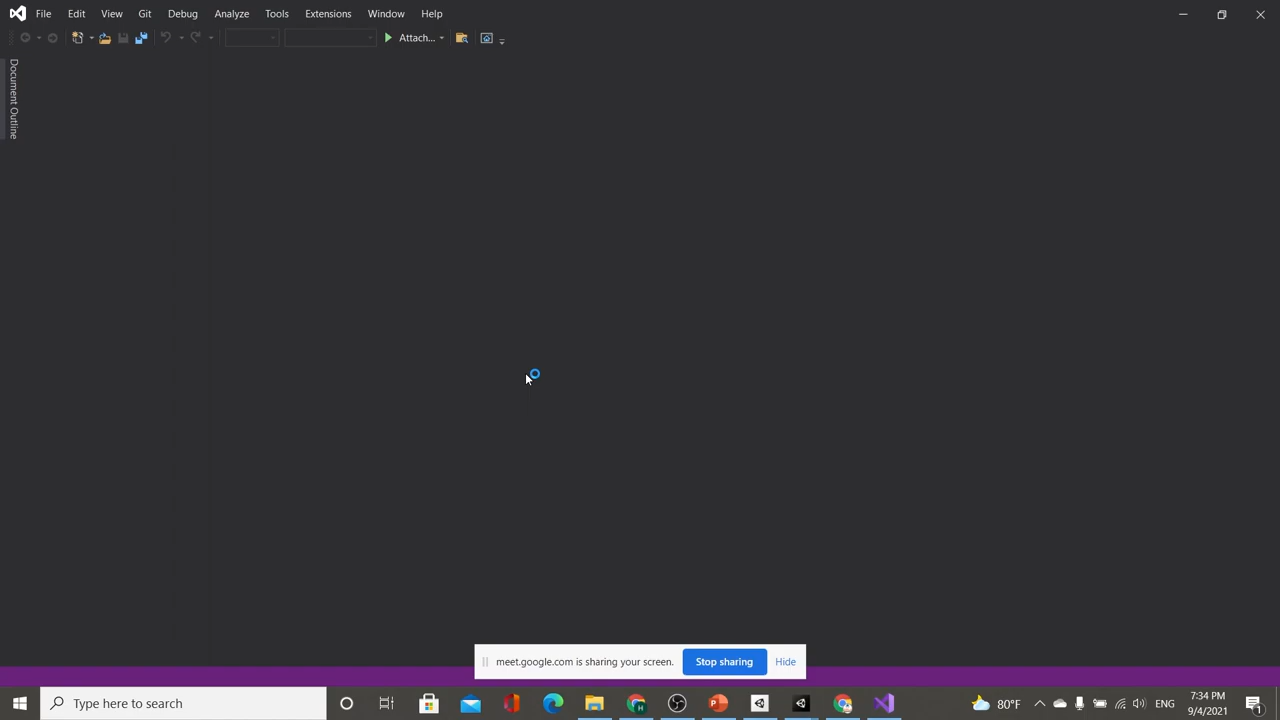 File Edit View Git Debug Analyze Tools Extensions Window Help
Attach...
Document Outline
meet.google.com is sharing your screen. Stop sharing Hide
Type here to search
80°F ENG 7:34 PM
9/4/2021